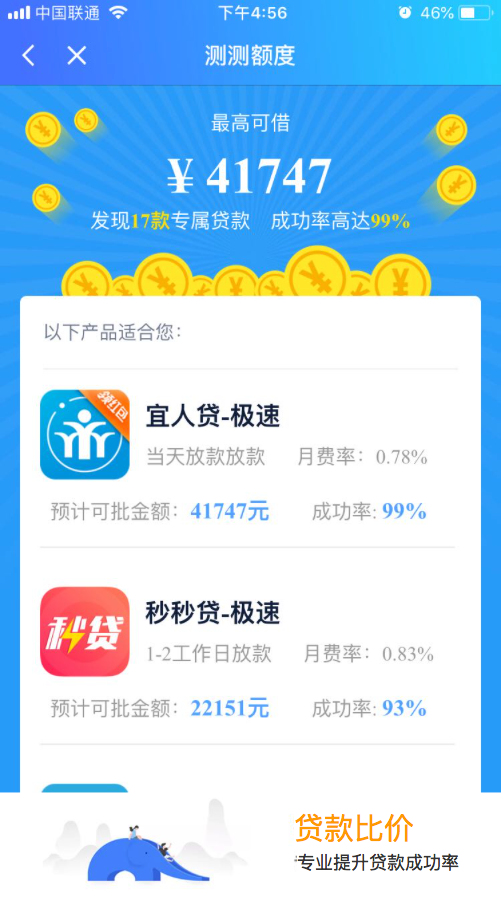 中国联通 下午4:56 46%
测测额度
最高可借
￥41747
发现17款专属贷款 成功率高达99%
以下产品适合您：
领红包
宜人贷-极速
当天放款放款 月费率：0.78%
预计可批金额：41747元 成功率:99%
秒贷
秒秒贷-极速
1-2工作日放款 月费率：0.83%
预计可批金额：22151元 成功率:93%
贷款比价
专业提升贷款成功率